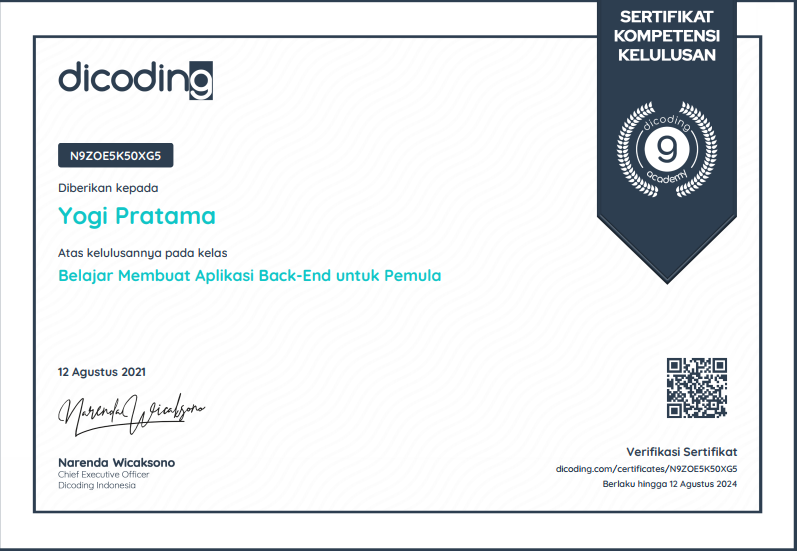 SERTIFIKAT
KOMPETENSI
KELULUSAN
dicoding
dicoding
9
academy
N9ZOE5K50XG5
Diberikan kepada
Yogi Pratama
Atas kelulusannya pada kelas
Belajar Membuat Aplikasi Back-End untuk Pemula
12 Agustus 2021
Narenda Wicaksono
Narenda Wicaksono
Chief Executive Officer
Dicoding Indonesia
Verifikasi Sertifikat
dicoding.com/certificates/N9ZOE5K50XG5
Berlaku hingga 12 Agustus 2024